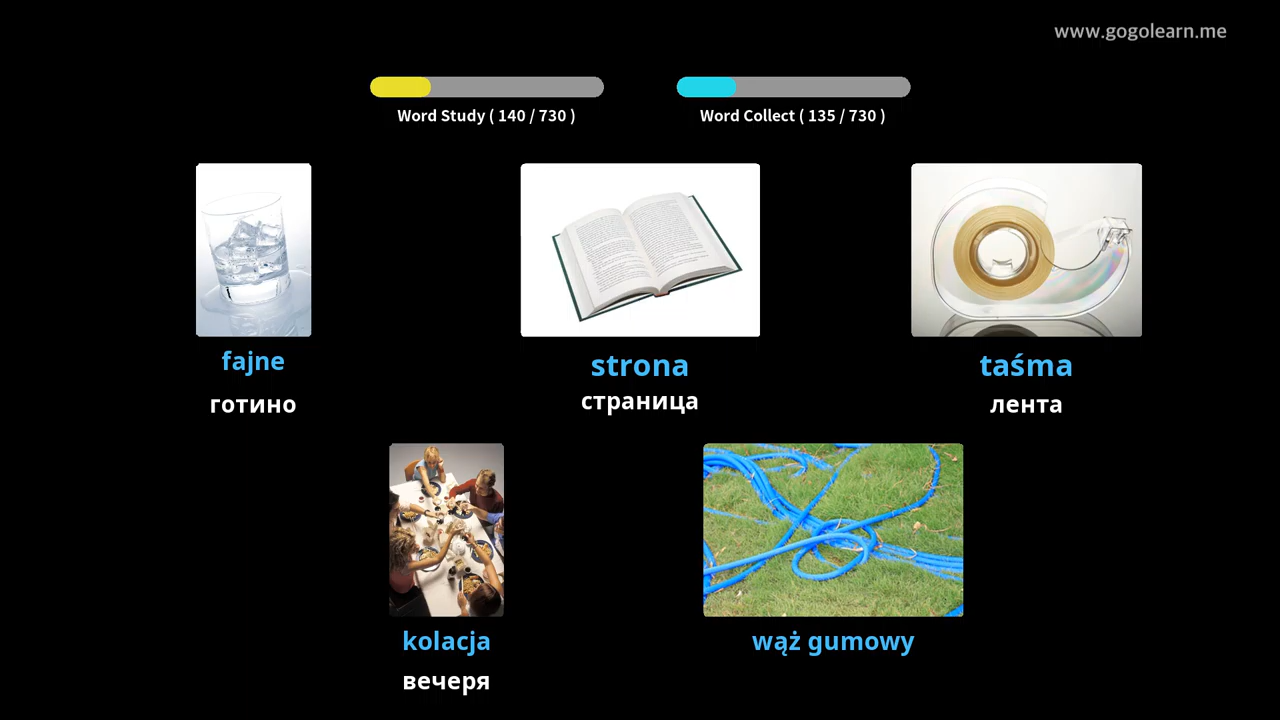 www.gogolearn.me
Word Study ( 140 / 730 )
Word Collect ( 135 / 730 )
fajne
готино
strona
страница
taśma
лента
kolacja
вечеря
wąż gumowy